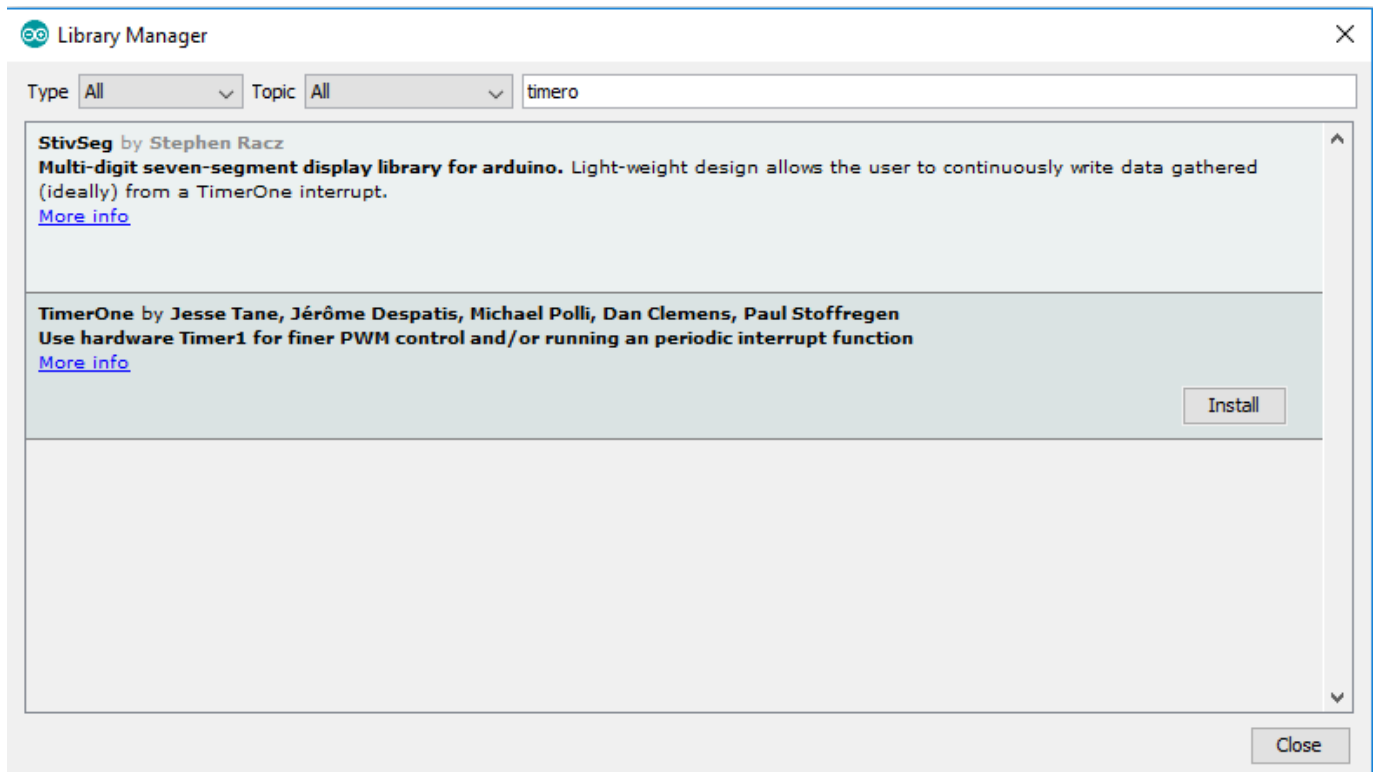 Library Manager
Type All Topic All timero
StivSeg by Stephen Racz
Multi-digit seven-segment display library for arduino. Light-weight design allows the user to continuously write data gathered
(ideally) from a TimerOne interrupt.
More info
TimerOne by Jesse Tane, Jérôme Despatis, Michael Polli, Dan Clemens, Paul Stoffregen
Use hardware Timer1 for finer PWM control and/or running an periodic interrupt function
More info
Install
Close